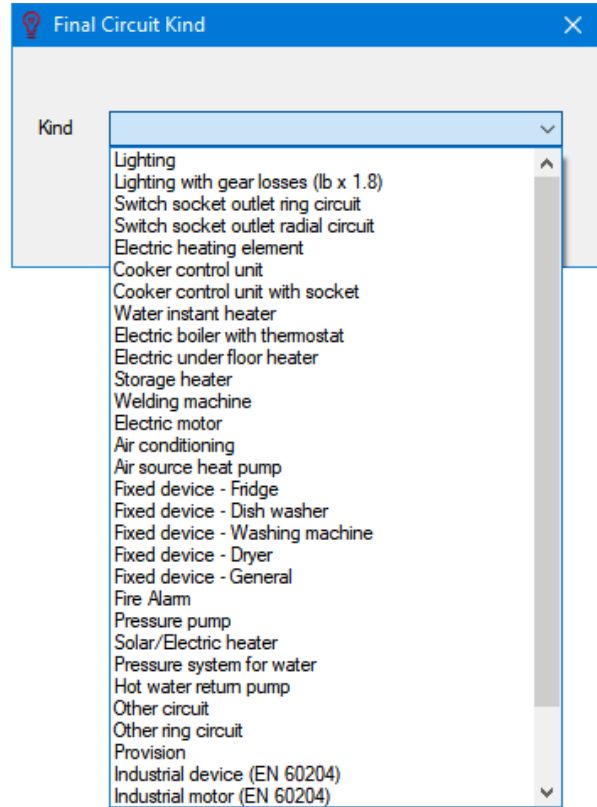 Final Circuit Kind
Kind
Lighting
Lighting with gear losses (Ib x 1.8)
Switch socket outlet ring circuit
Switch socket outlet radial circuit
Electric heating element
Cooker control unit
Cooker control unit with socket
Water instant heater
Electric boiler with thermostat
Electric under floor heater
Storage heater
Welding machine
Electric motor
Air conditioning
Air source heat pump
Fixed device - Fridge
Fixed device - Dish washer
Fixed device - Washing machine
Fixed device - Dryer
Fixed device - General
Fire Alarm
Pressure pump
Solar/Electric heater
Pressure system for water
Hot water return pump
Other circuit
Other ring circuit
Provision
Industrial device (EN 60204)
Industrial motor (EN 60204)